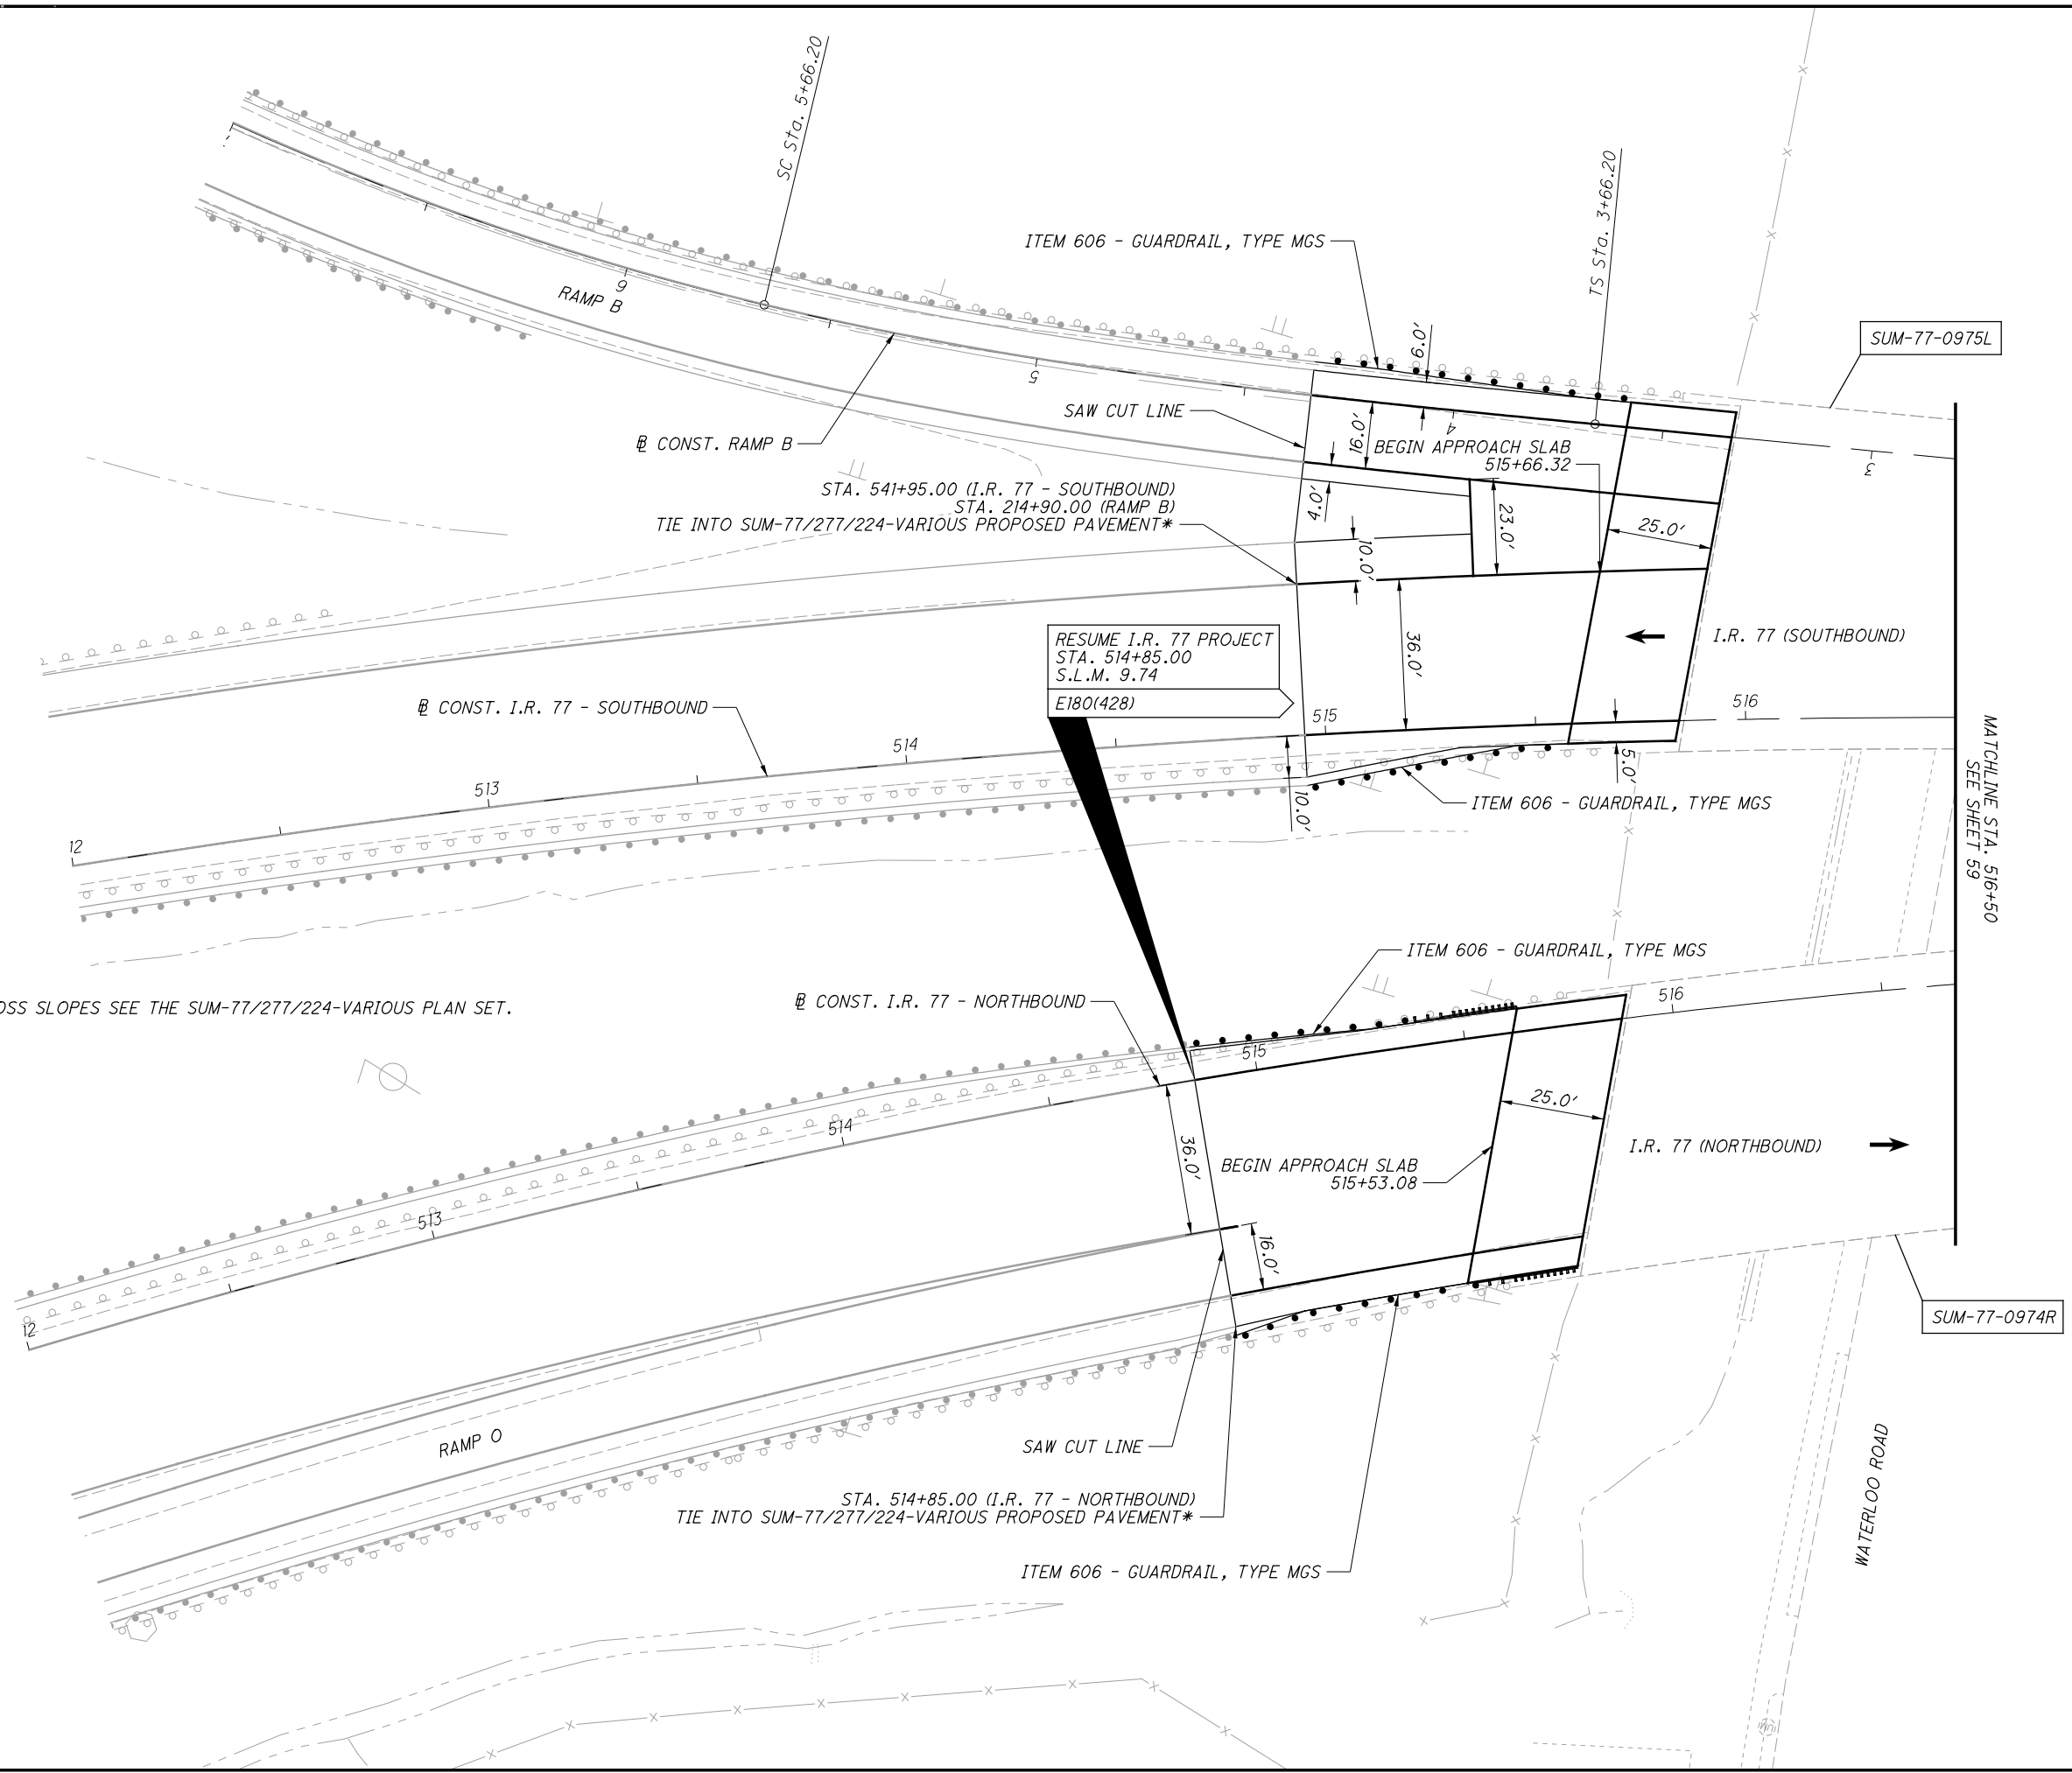 SC Sta. 5+66.20
TS Sta. 3+66.20
ITEM 606 - GUARDRAIL, TYPE MGS
SUM-77-0975L
6
RAMP B
5
6.0'
SAW CUT LINE
16.0'
4
3
℄ CONST. RAMP B
BEGIN APPROACH SLAB
515+66.32
STA. 541+95.00 (I.R. 77 - SOUTHBOUND)
STA. 214+90.00 (RAMP B)
TIE INTO SUM-77/277/224-VARIOUS PROPOSED PAVEMENT*
4.0'
23.0'
25.0'
10.0'
RESUME I.R. 77 PROJECT
STA. 514+85.00
S.L.M. 9.74
E180(428)
36.0'
I.R. 77 (SOUTHBOUND)
℄ CONST. I.R. 77 - SOUTHBOUND
12
513
514
515
516
5.0'
10.0'
ITEM 606 - GUARDRAIL, TYPE MGS
MATCHLINE STA. 516+50
SEE SHEET 59
ITEM 606 - GUARDRAIL, TYPE MGS
OSS SLOPES SEE THE SUM-77/277/224-VARIOUS PLAN SET.
℄ CONST. I.R. 77 - NORTHBOUND
12
513
514
515
516
36.0'
25.0'
I.R. 77 (NORTHBOUND)
BEGIN APPROACH SLAB
515+53.08
16.0'
SUM-77-0974R
RAMP O
SAW CUT LINE
STA. 514+85.00 (I.R. 77 - NORTHBOUND)
TIE INTO SUM-77/277/224-VARIOUS PROPOSED PAVEMENT*
ITEM 606 - GUARDRAIL, TYPE MGS
WATERLOO ROAD